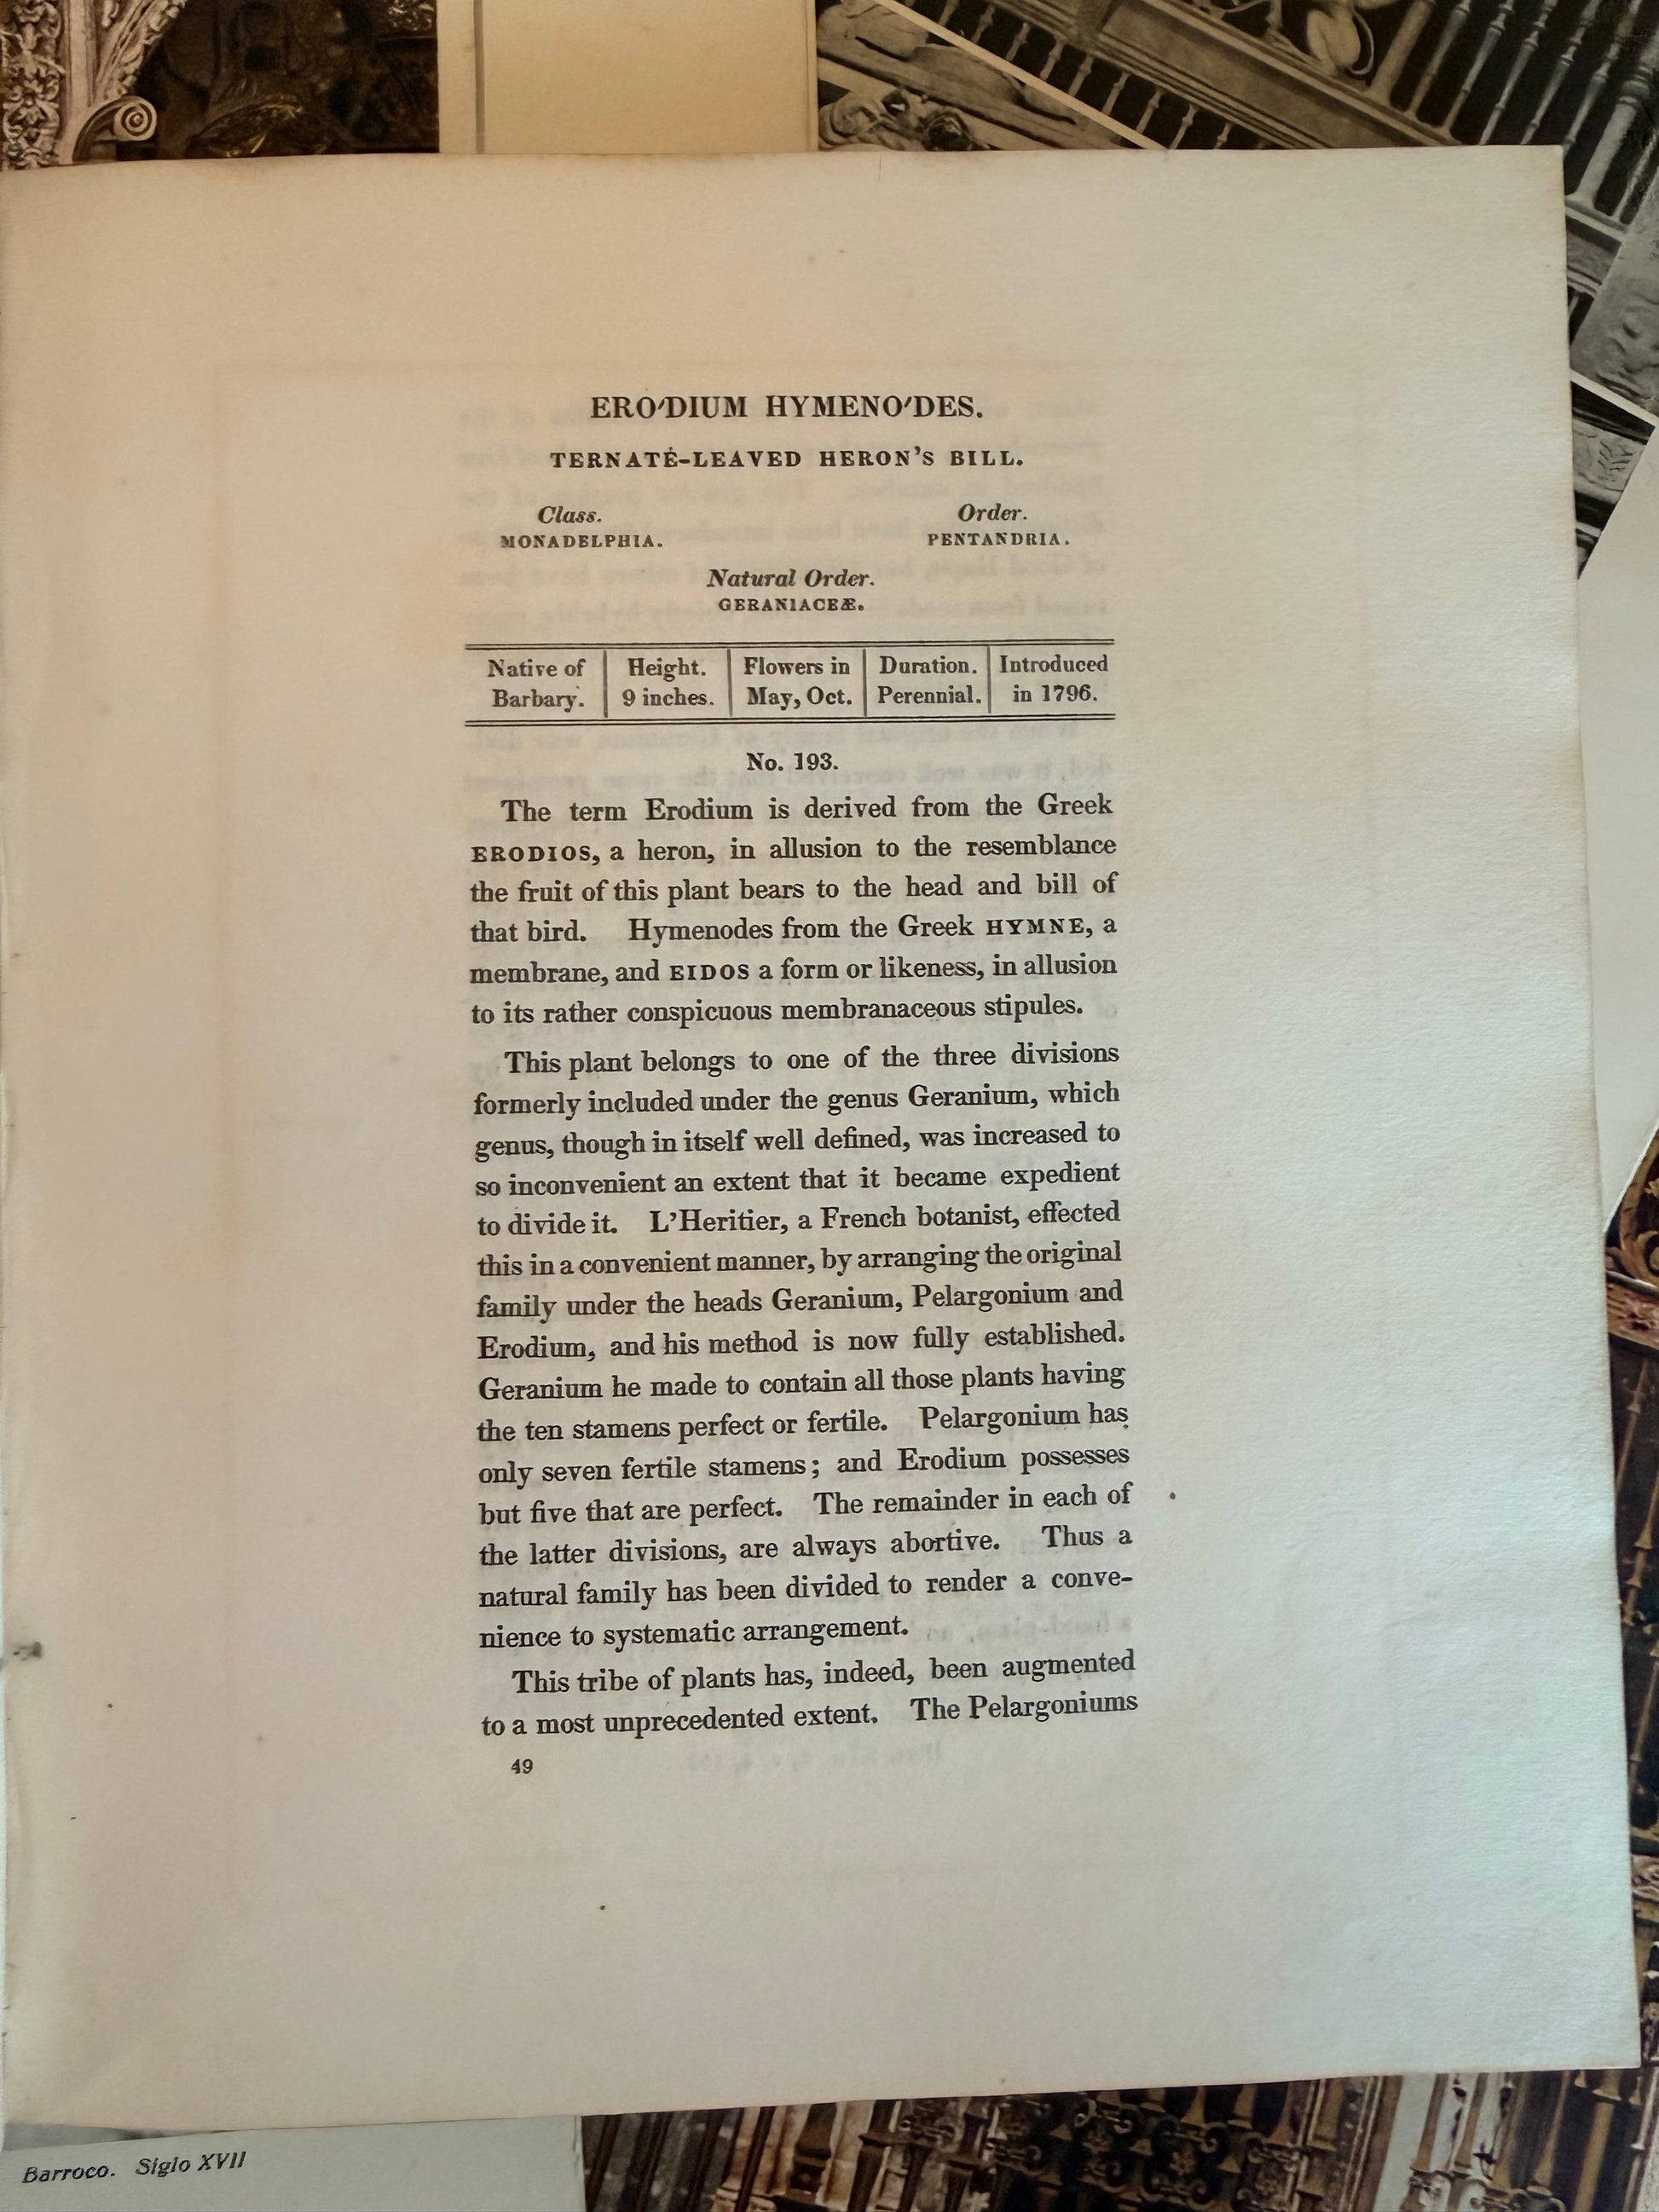 ERO'DIUM HYMENO'DES.
TERNATE-LEAVED HERON'S BILL.
Class. Order.
MONADELPHIA. PENTANDRIA.
Natural Order.
GERANIACEÆ.
Native of Height. Flowers in Duration. Introduced
Barbary. 9 inches. May, Oct. Perennial. in 1796.
No. 193.
The term Erodium is derived from the Greek
ERODIOS, a heron, in allusion to the resemblance
the fruit of this plant bears to the head and bill of
that bird. Hymenodes from the Greek HYMNE, a
membrane, and EIDOS a form or likeness, in allusion
to its rather conspicuous membranaceous stipules.
This plant belongs to one of the three divisions
formerly included under the genus Geranium, which
genus, though in itself well defined, was increased to
so inconvenient an extent that it became expedient
to divide it. L'Heritier, a French botanist, effected
this in a convenient manner, by arranging the original
family under the heads Geranium, Pelargonium and
Erodium, and his method is now fully established.
Geranium he made to contain all those plants having
the ten stamens perfect or fertile. Pelargonium has
only seven fertile stamens; and Erodium possesses
but five that are perfect. The remainder in each of
the latter divisions, are always abortive. Thus a
natural family has been divided to render a conve-
nience to systematic arrangement.
This tribe of plants has, indeed, been augmented
to a most unprecedented extent. The Pelargoniums
49
Barroco. Siglo XVII